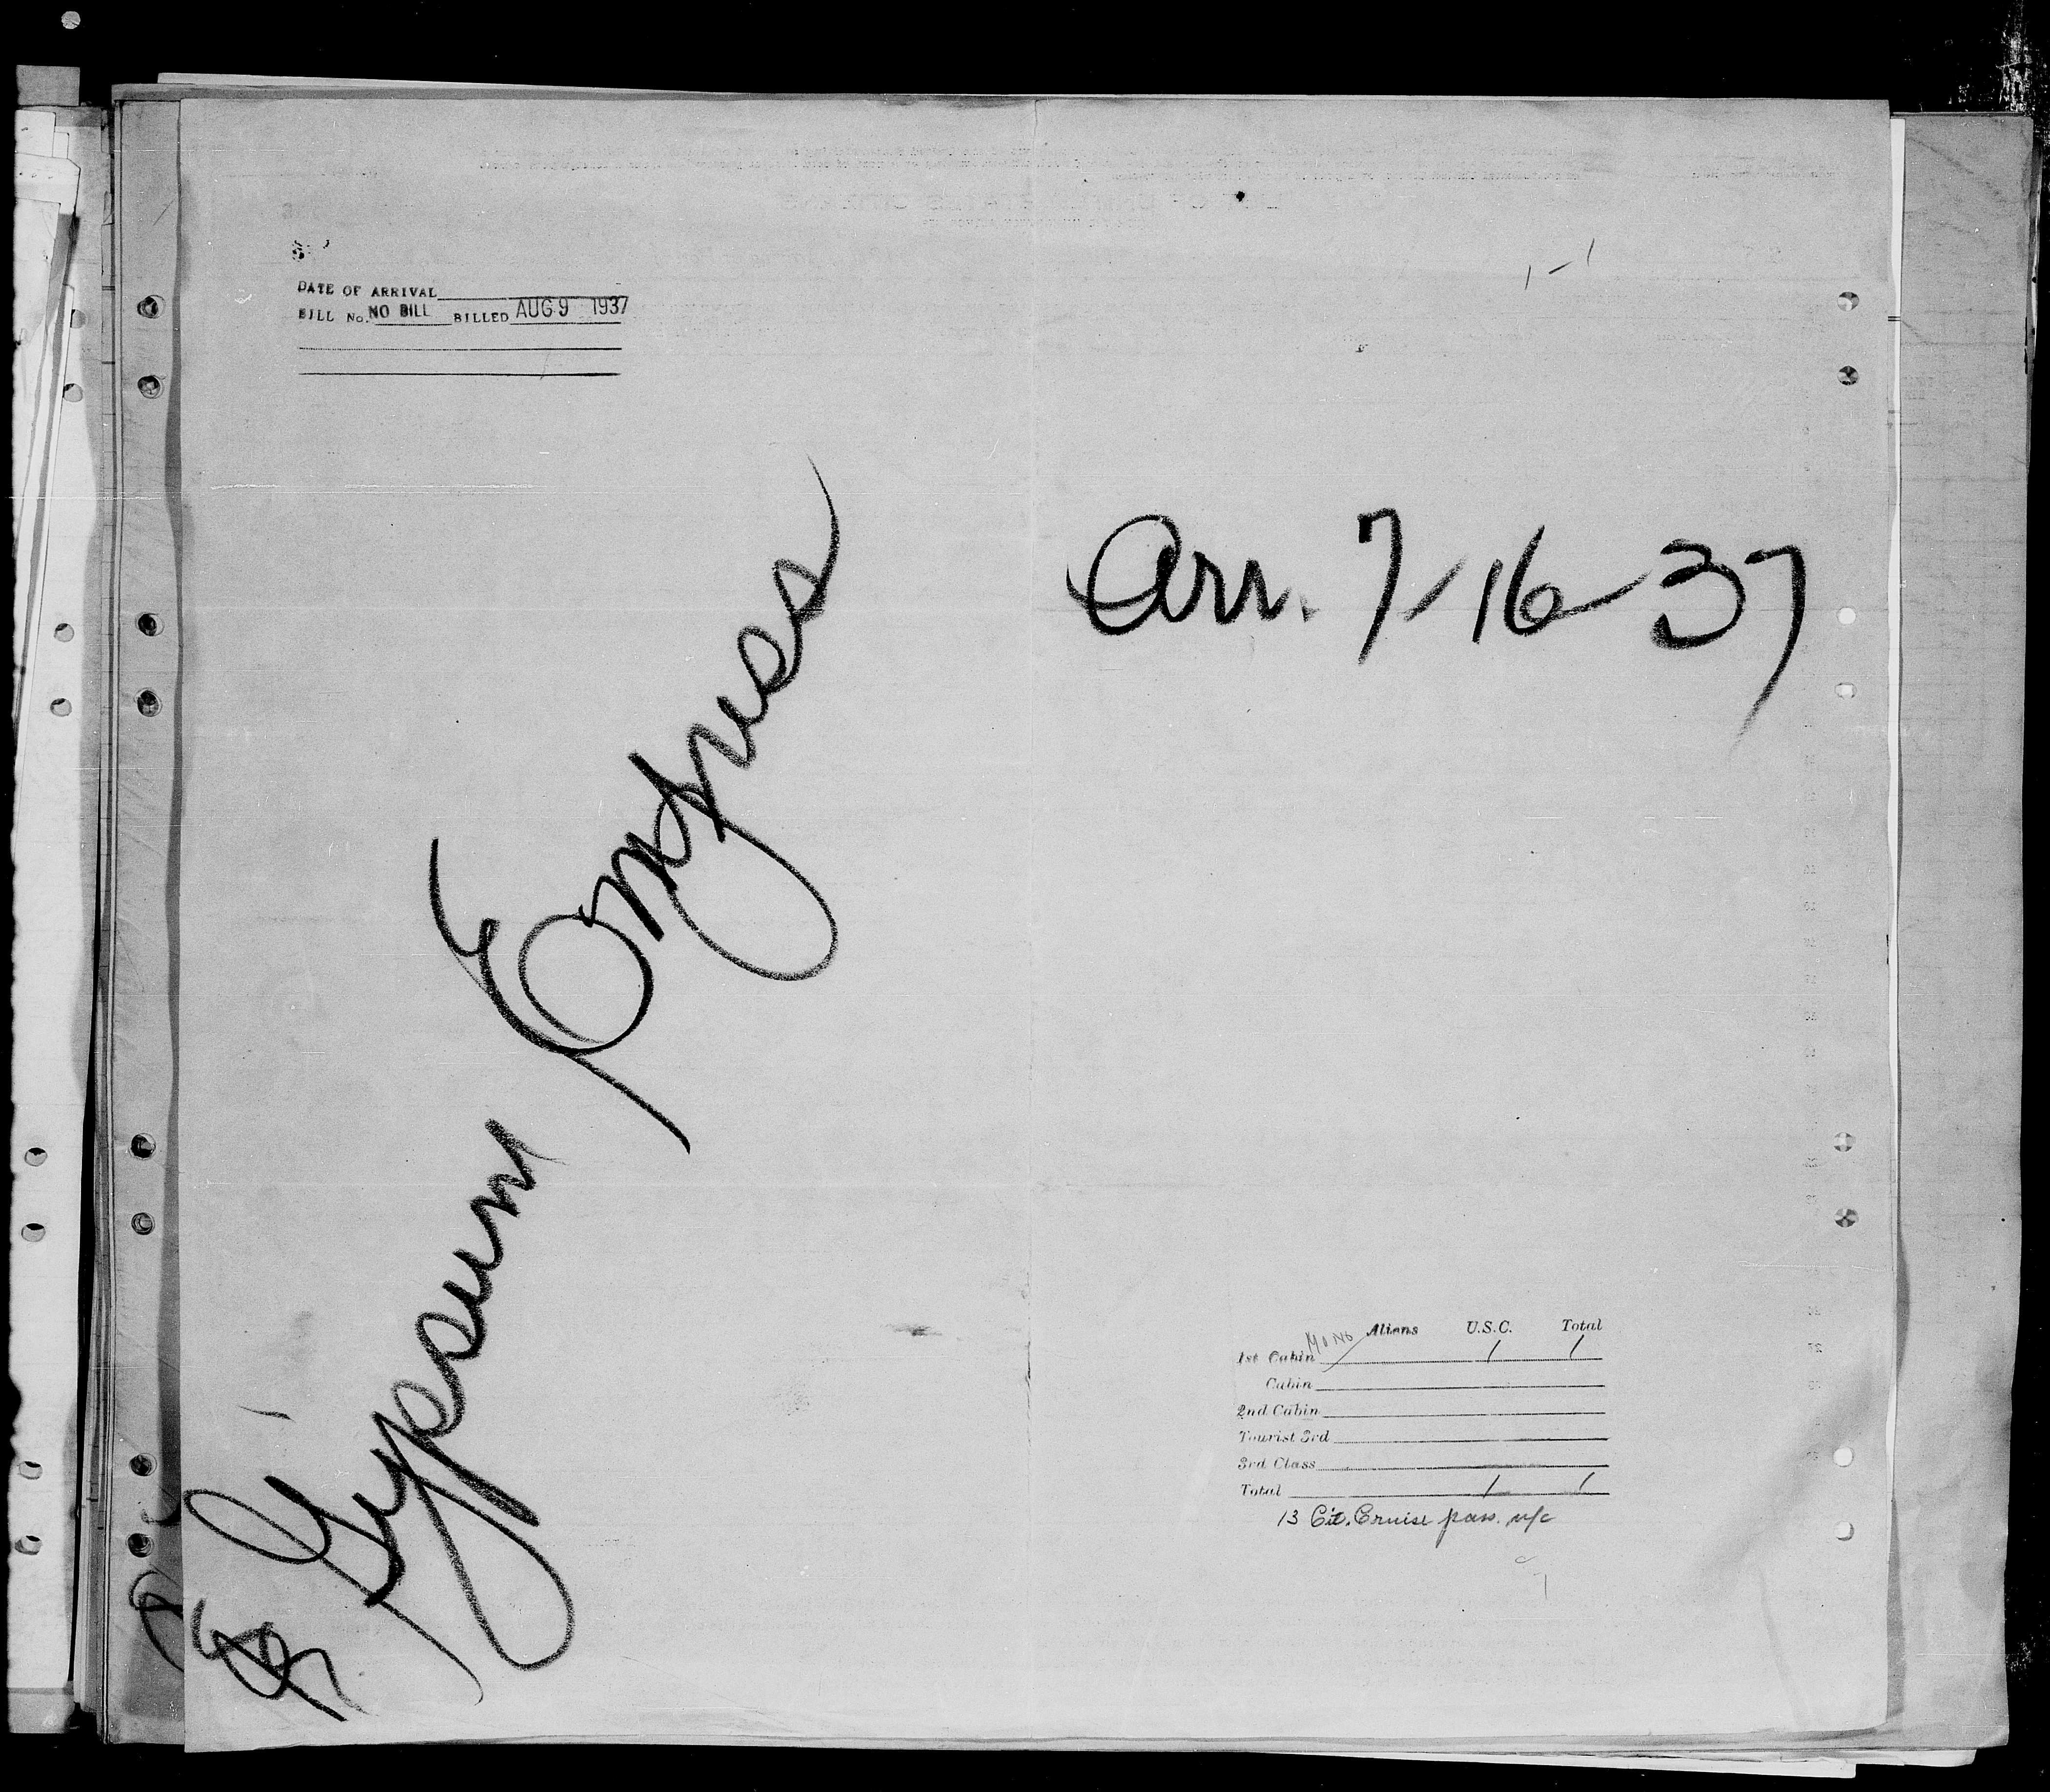 DATE OF ARRIVAL
BILL No. NO BILL BILLED AUG 9 1937
Arr. 7-16-37
Gypsum Empress
Aliens U.S.C. Total
1st Cabin 1 1
Cabin
2nd Cabin
Tourist 3rd
3rd Class
Total 1 1
13 Cit. Cruise pass. n/c